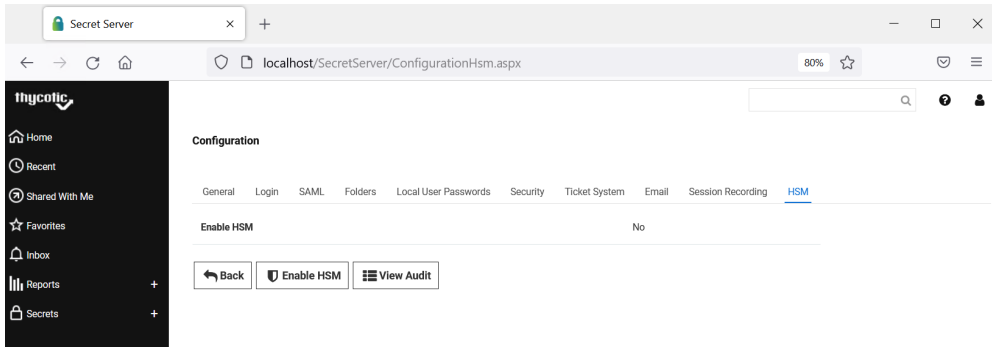 Secret Server
localhost/SecretServer/ConfigurationHsm.aspx 80%
thycotic
Home
Recent
Shared With Me
Favorites
Inbox
Reports +
Secrets +
Configuration
General Login SAML Folders Local User Passwords Security Ticket System Email Session Recording HSM
Enable HSM No
Back Enable HSM View Audit